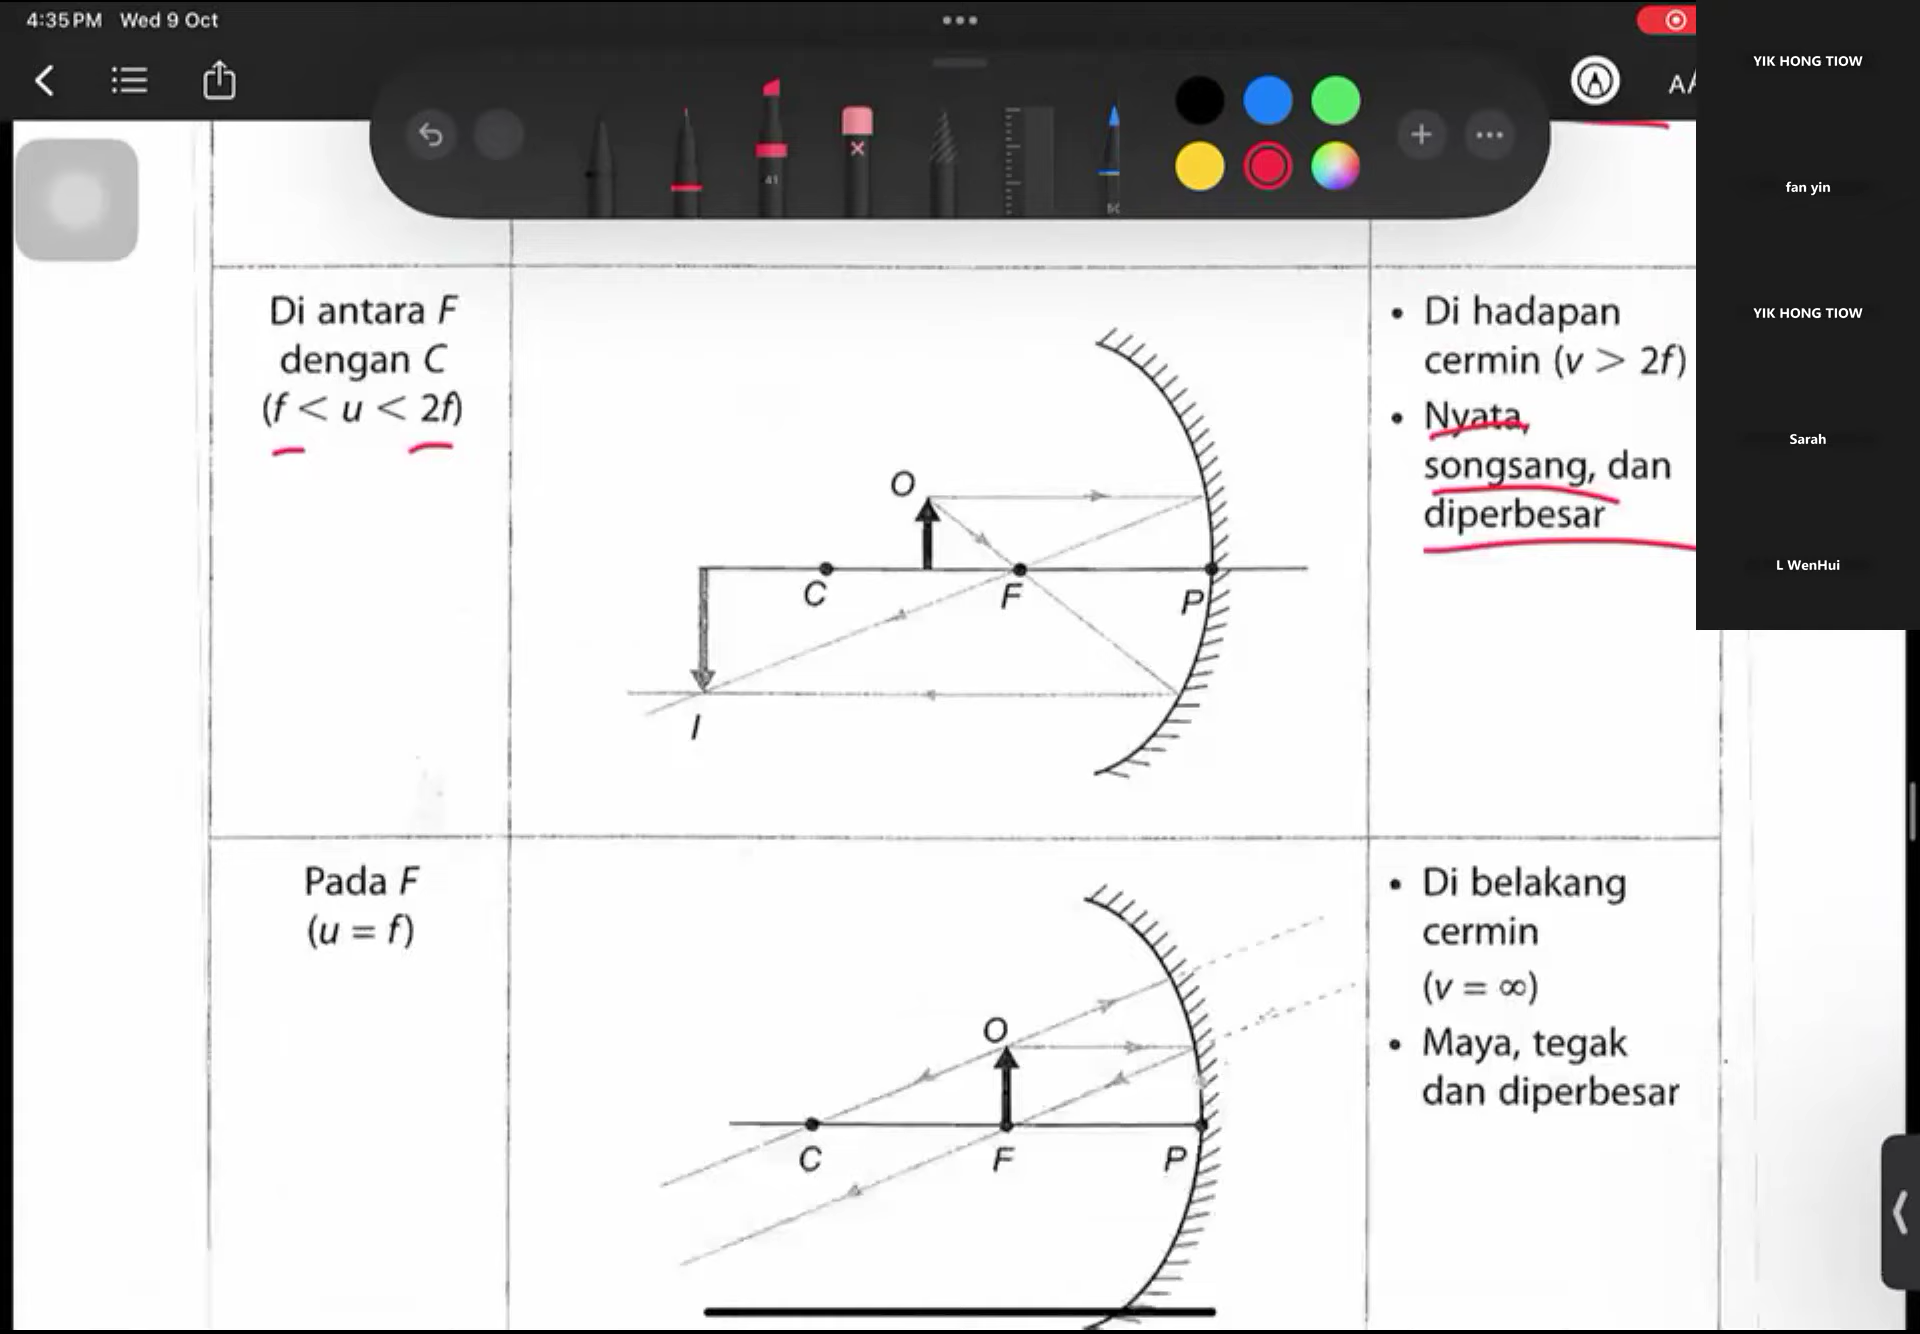 4:35 PM Wed 9 Oct
41
YIK HONG TIOW
fan yin
YIK HONG TIOW
Sarah
L WenHui
Di antara F
dengan C
(f < u < 2f)
O
C
F
P
I
• Di hadapan
cermin (v > 2f)
• Nyata,
songsang, dan
diperbesar
Pada F
(u = f)
O
C
F
P
• Di belakang
cermin
(v = ∞)
• Maya, tegak
dan diperbesar